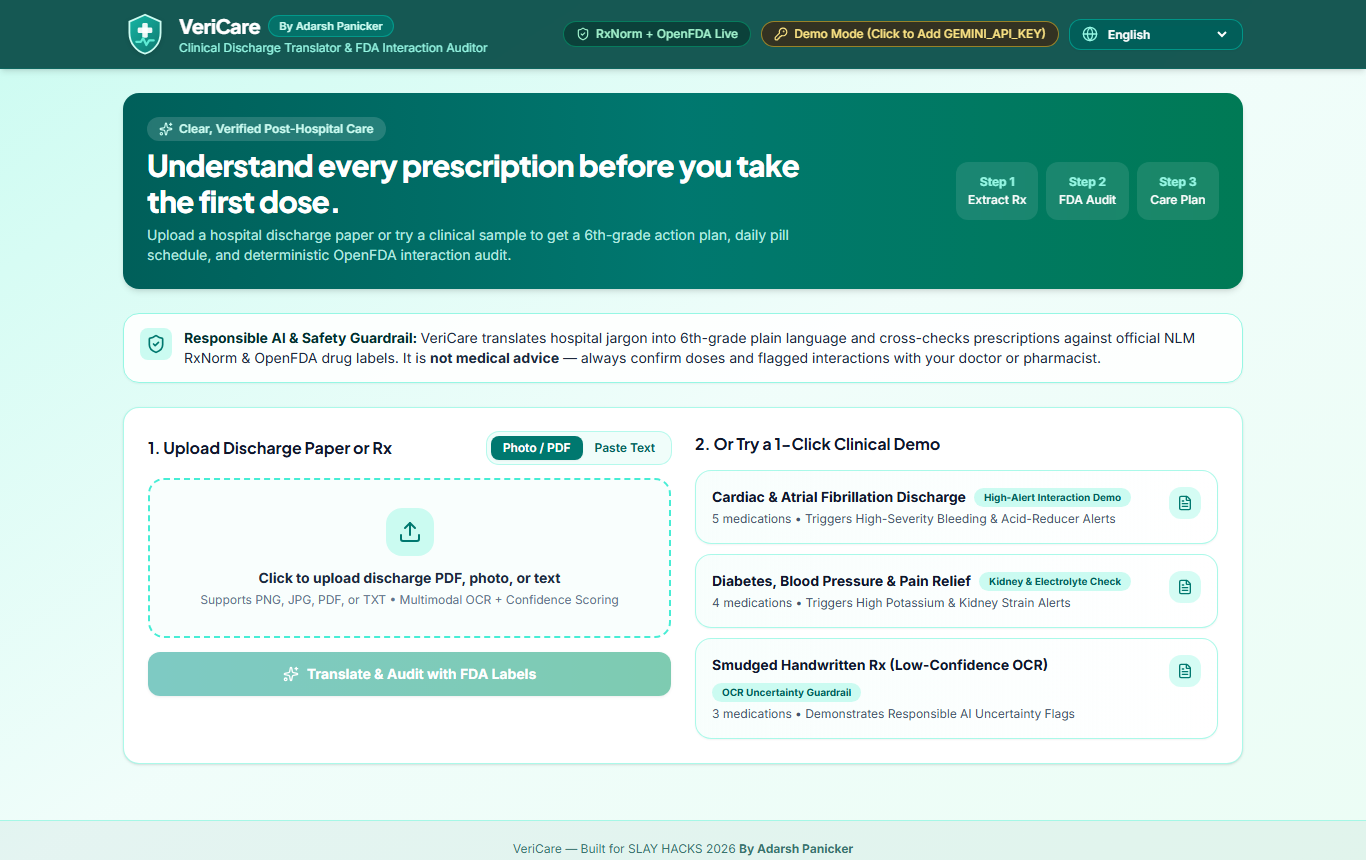 VeriCare By Adarsh Panicker
Clinical Discharge Translator & FDA Interaction Auditor
RxNorm + OpenFDA Live
Demo Mode (Click to Add GEMINI_API_KEY)
English
Clear, Verified Post-Hospital Care
Understand every prescription before you take
the first dose.
Upload a hospital discharge paper or try a clinical sample to get a 6th-grade action plan, daily pill
schedule, and deterministic OpenFDA interaction audit.
Step 1
Extract Rx
Step 2
FDA Audit
Step 3
Care Plan
Responsible AI & Safety Guardrail: VeriCare translates hospital jargon into 6th-grade plain language and cross-checks prescriptions against official NLM
RxNorm & OpenFDA drug labels. It is not medical advice — always confirm doses and flagged interactions with your doctor or pharmacist.
1. Upload Discharge Paper or Rx
Photo / PDF
Paste Text
Click to upload discharge PDF, photo, or text
Supports PNG, JPG, PDF, or TXT • Multimodal OCR + Confidence Scoring
Translate & Audit with FDA Labels
2. Or Try a 1-Click Clinical Demo
Cardiac & Atrial Fibrillation Discharge High-Alert Interaction Demo
5 medications • Triggers High-Severity Bleeding & Acid-Reducer Alerts
Diabetes, Blood Pressure & Pain Relief Kidney & Electrolyte Check
4 medications • Triggers High Potassium & Kidney Strain Alerts
Smudged Handwritten Rx (Low-Confidence OCR)
OCR Uncertainty Guardrail
3 medications • Demonstrates Responsible AI Uncertainty Flags
VeriCare — Built for SLAY HACKS 2026 By Adarsh Panicker